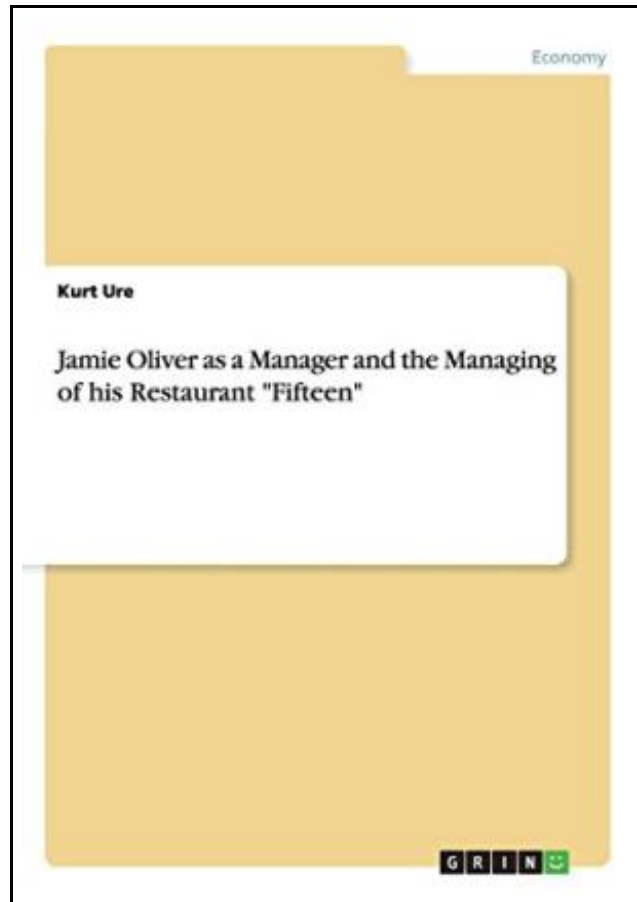 Economy
Kurt Ure
Jamie Oliver as a Manager and the Managing
of his Restaurant "Fifteen"
GRIN